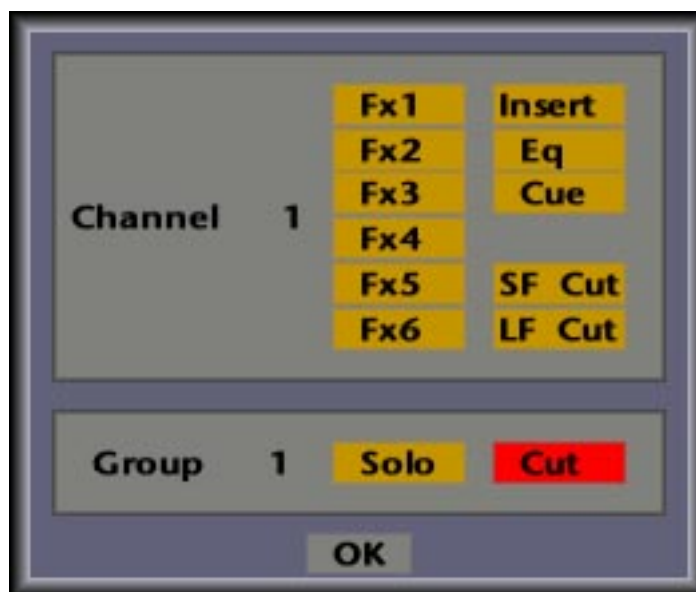 Fx1 Insert
Fx2 Eq
Fx3 Cue
Channel 1
Fx4
Fx5 SF Cut
Fx6 LF Cut
Group 1 Solo Cut
OK